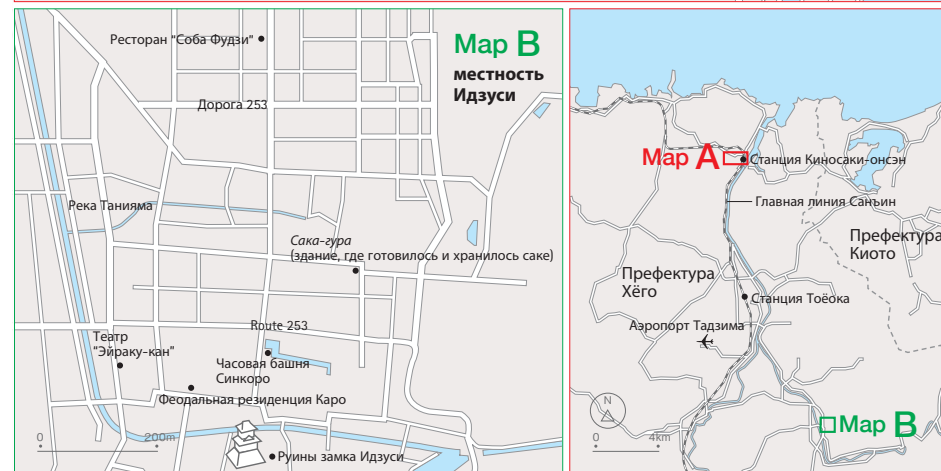 Ресторан "Соба Фудзи"
Map B
местность
Идзуси
Дорога 253
Река Танияма
Сака-гура
(здание, где готовилось и хранилось саке)
Route 253
Театр
"Эйраку-кан"
Часовая башня
Синкоро
Феодальная резиденция Каро
0 200m
Руины замка Идзуси
Map A
Станция Киносаки-онсэн
Главная линия Санъин
Префектура
Киото
Префектура
Хёго
Станция Тоёока
Аэропорт Тадзима
N
0 4km
Map B